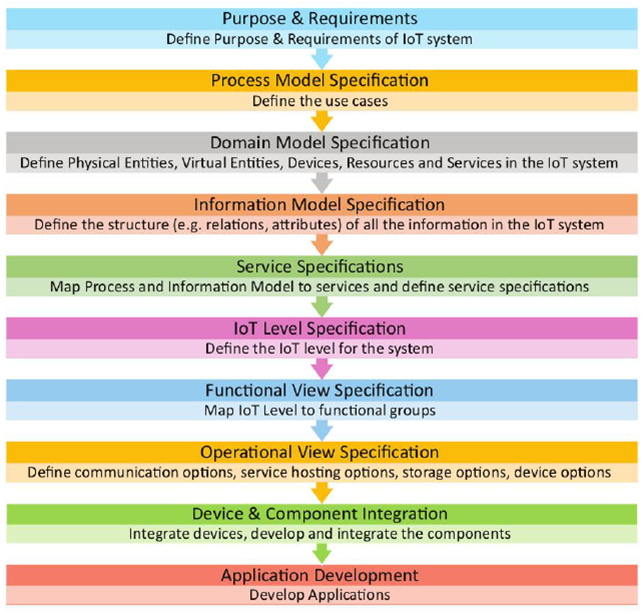 Purpose & Requirements
Define Purpose & Requirements of IoT system
Process Model Specification
Define the use cases
Domain Model Specification
Define Physical Entities, Virtual Entities, Devices, Resources and Services in the IoT system
Information Model Specification
Define the structure (e.g. relations, attributes) of all the information in the IoT system
Service Specifications
Map Process and Information Model to services and define service specifications
IoT Level Specification
Define the IoT level for the system
Functional View Specification
Map IoT Level to functional groups
Operational View Specification
Define communication options, service hosting options, storage options, device options
Device & Component Integration
Integrate devices, develop and integrate the components
Application Development
Develop Applications